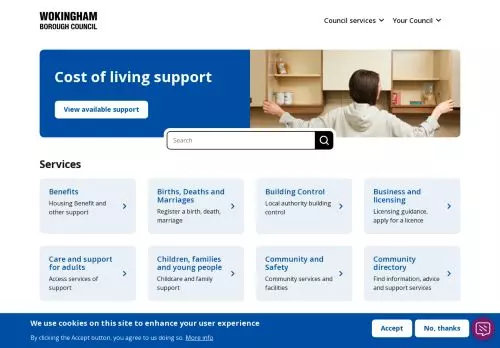 WOKINGHAM
BOROUGH COUNCIL
Council services
Your Council
Cost of living support
View available support
Search
Services
Benefits
Housing Benefit and
other support
Births, Deaths and
Marriages
Register a birth, death,
marriage
Building Control
Local authority building
control
Business and
licensing
Licensing guidance,
apply for a licence
Care and support
for adults
Access services of
support
Children, families
and young people
Childcare and family
support
Community and
Safety
Community services and
facilities
Community
directory
Find information, advice
and support services
We use cookies on this site to enhance your user experience
By clicking the Accept button, you agree to us doing so. More info
Accept
No, thanks